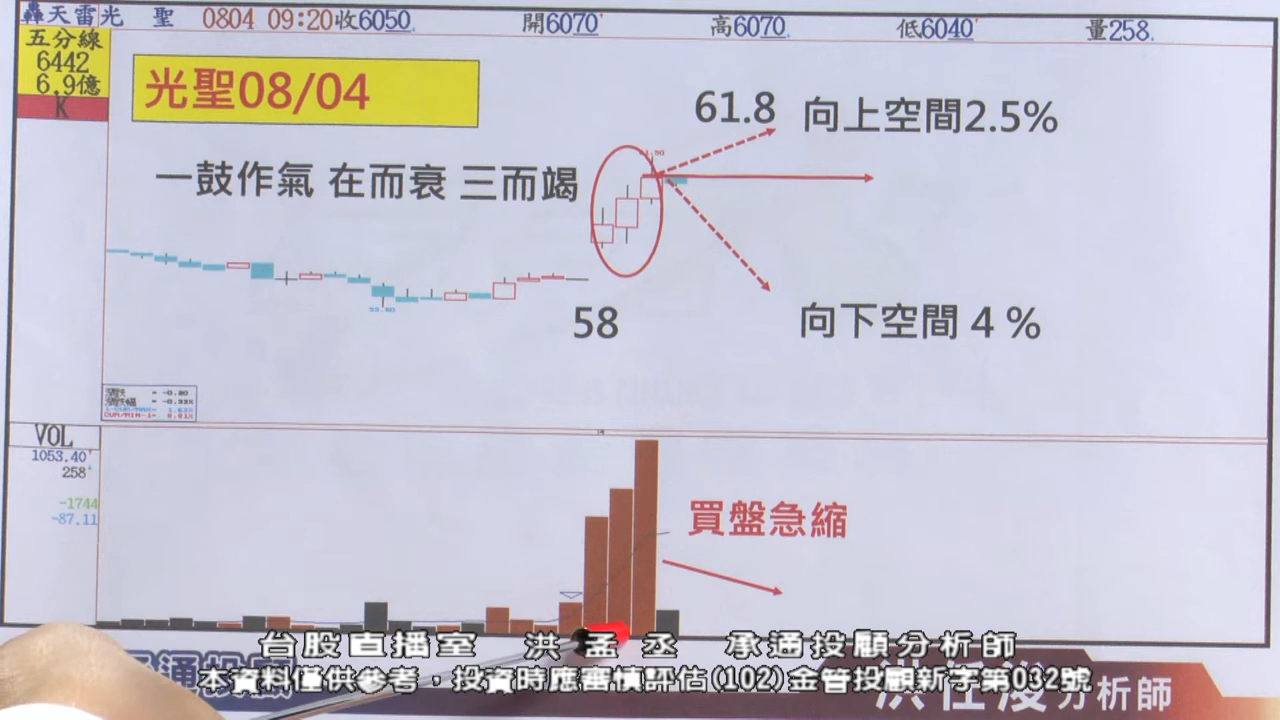 轟天雷光 聖 0804 09:20收6050 開6070 高6070 低6040 量258
五分線
6442
6.9億
K
光聖08/04
61.8 向上空間2.5%
一鼓作氣 在而衰 三而竭
58
向下空間 4 %
VOL
1053.40
258
-1744
-87.11
買盤急縮
台股直播室 洪孟丞 承通投顧分析師
本資料僅供參考,投資時應審慎評估(102)金管投顧新字第032號
分析師